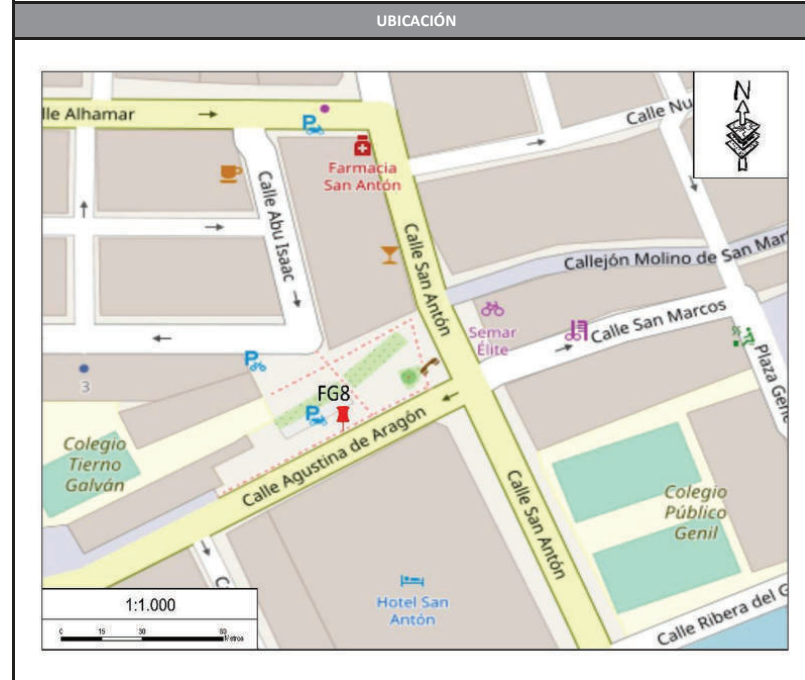 UBICACIÓN
N
lle Alhamar
Calle Nu
Farmacia
San Antón
Calle Abu Isaac
Calle San Antón
Callejón Molino de San Mar
Semar
Élite
Calle San Marcos
3
FG8
Plaza Gene
Colegio
Tierno
Galván
Calle Agustina de Aragón
Calle San Antón
Colegio
Público
Genil
C
Hotel San
Antón
Calle Ribera del G
1:1.000
0 15 30 60
Metros